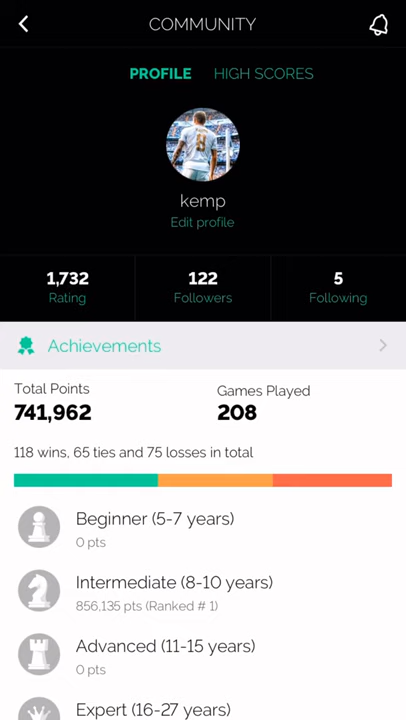 COMMUNITY
PROFILE HIGH SCORES
kemp
Edit profile
1,732 122 5
Rating Followers Following
Achievements
Total Points Games Played
741,962 208
118 wins, 65 ties and 75 losses in total
Beginner (5-7 years)
0 pts
Intermediate (8-10 years)
856,135 pts (Ranked # 1)
Advanced (11-15 years)
0 pts
Expert (16-27 years)